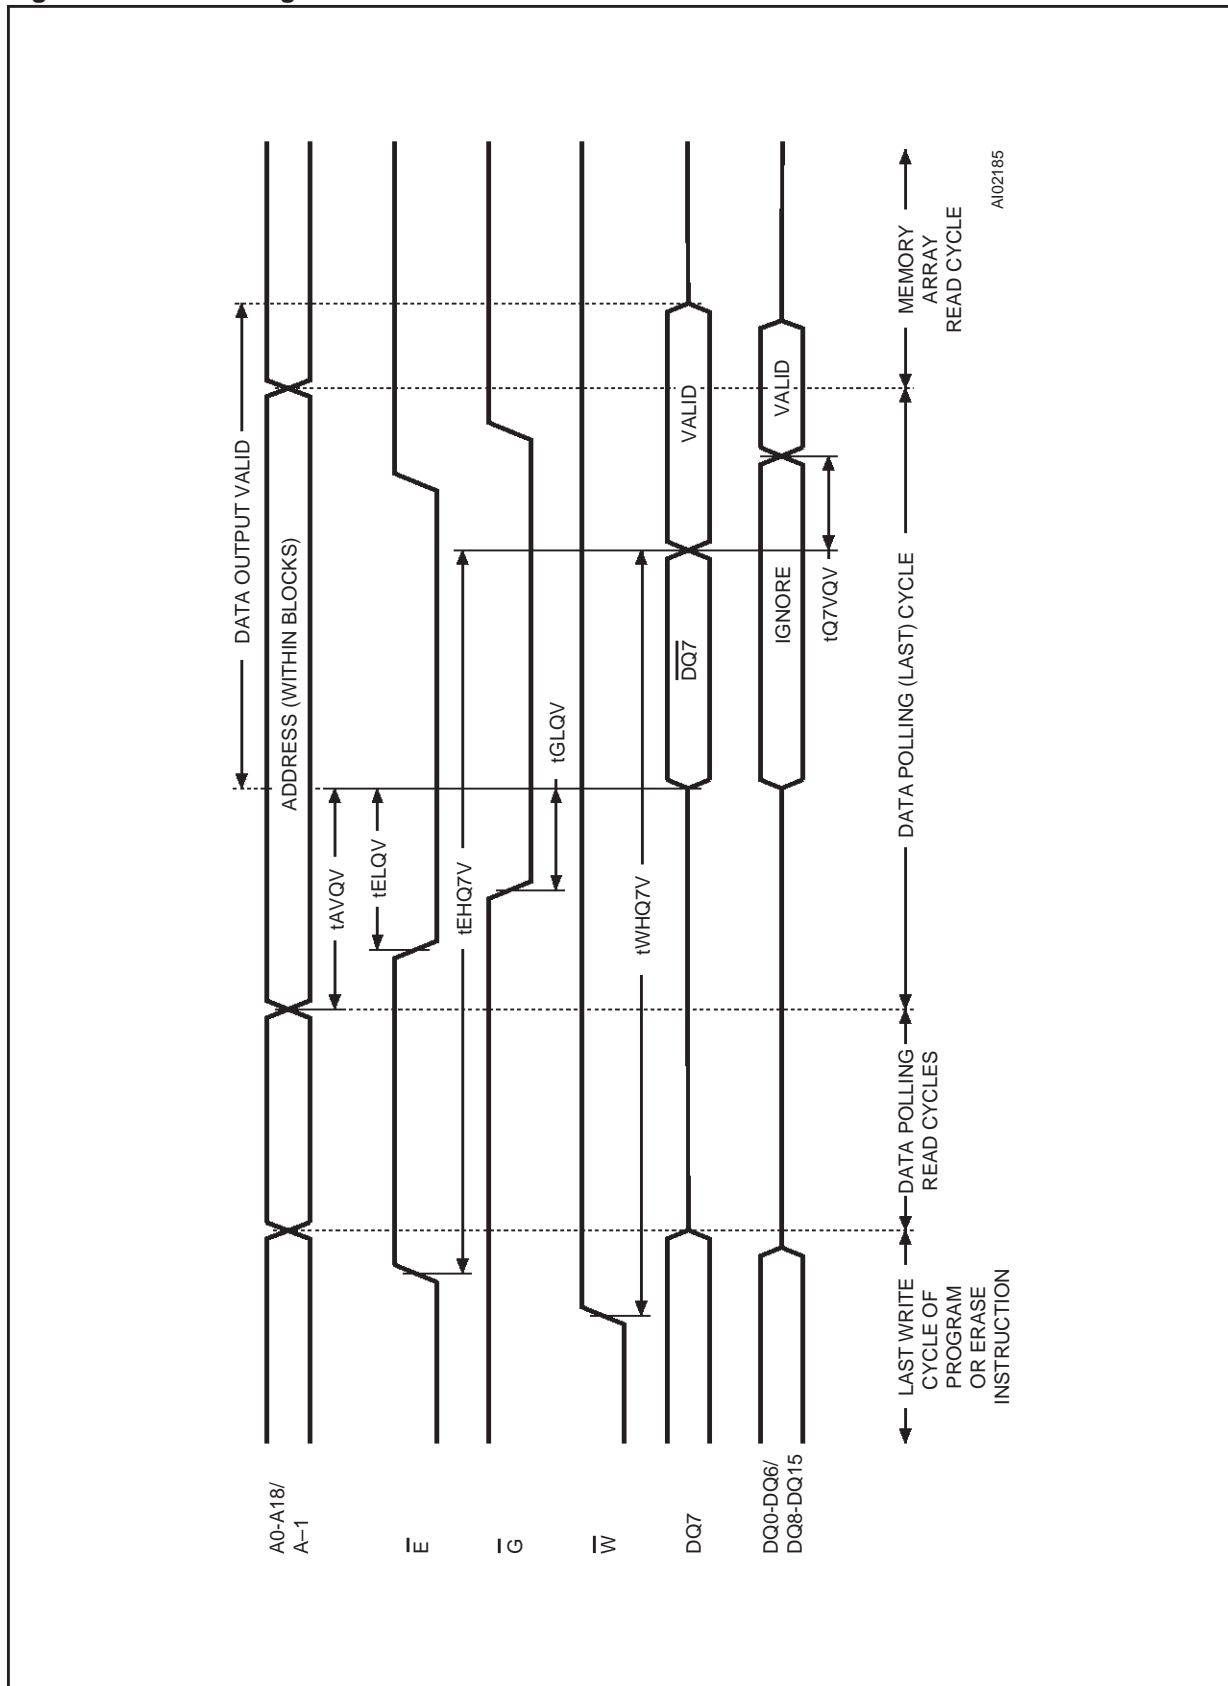 A0-A18/
A–1
E
G
W
DQ7
DQ0-DQ6/
DQ8-DQ15
DATA OUTPUT VALID
ADDRESS (WITHIN BLOCKS)
tAVQV
tELQV
tEHQ7V
tGLQV
tWHQ7V
DQ7
VALID
IGNORE
VALID
tQ7VQV
LAST WRITE
CYCLE OF
PROGRAM
OR ERASE
INSTRUCTION
DATA POLLING
READ CYCLES
DATA POLLING (LAST) CYCLE
MEMORY
ARRAY
READ CYCLE
AI02185